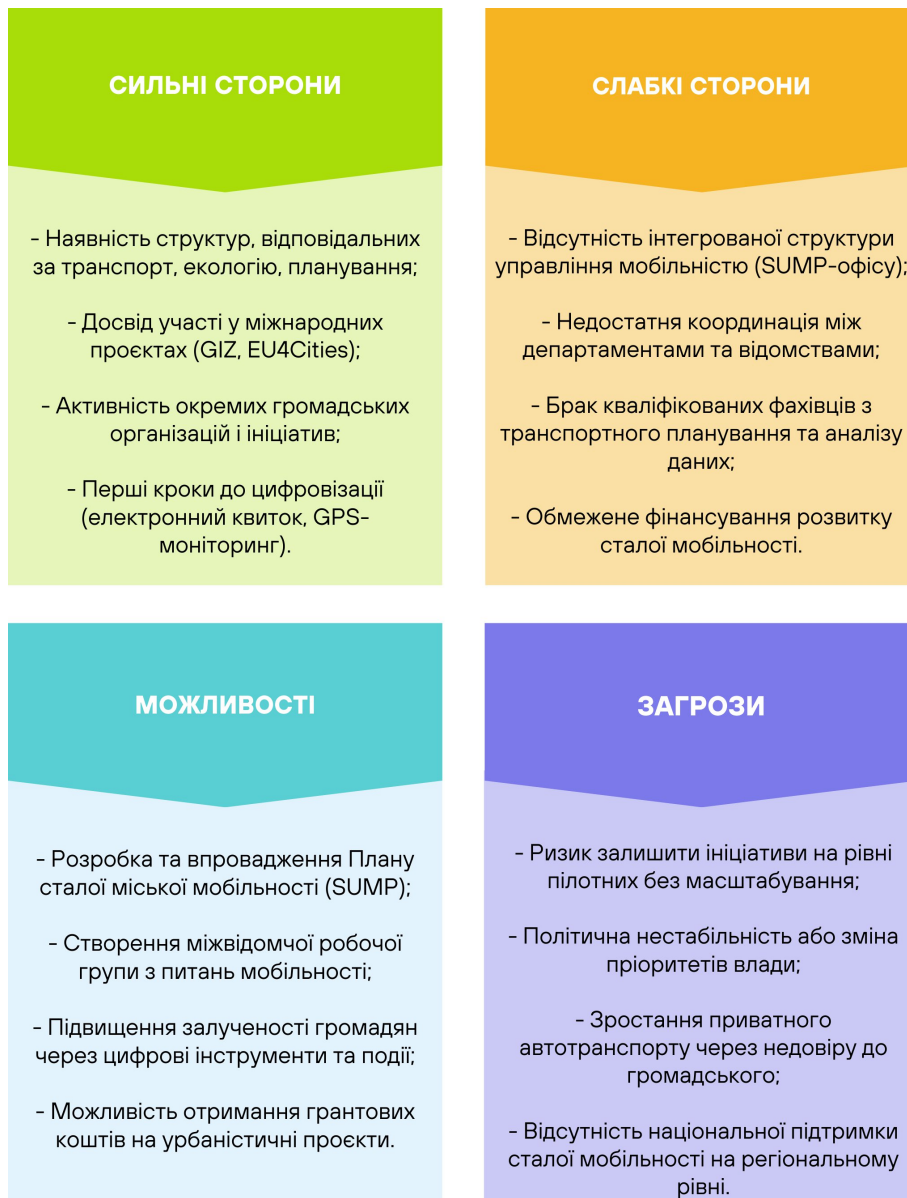 СИЛЬНІ СТОРОНИ
- Наявність структур, відповідальних
за транспорт, екологію, планування;
- Досвід участі у міжнародних
проєктах (GIZ, EU4Cities);
- Активність окремих громадських
організацій і ініціатив;
- Перші кроки до цифровізації
(електронний квиток, GPS-
моніторинг).
СЛАБКІ СТОРОНИ
- Відсутність інтегрованої структури
управління мобільністю (SUMP-офісу);
- Недостатня координація між
департаментами та відомствами;
- Брак кваліфікованих фахівців з
транспортного планування та аналізу
даних;
- Обмежене фінансування розвитку
сталої мобільності.
МОЖЛИВОСТІ
- Розробка та впровадження Плану
сталої міської мобільності (SUMP);
- Створення міжвідомчої робочої
групи з питань мобільності;
- Підвищення залученості громадян
через цифрові інструменти та події;
- Можливість отримання грантових
коштів на урбаністичні проєкти.
ЗАГРОЗИ
- Ризик залишити ініціативи на рівні
пілотних без масштабування;
- Політична нестабільність або зміна
пріоритетів влади;
- Зростання приватного
автотранспорту через недовіру до
громадського;
- Відсутність національної підтримки
сталої мобільності на регіональному
рівні.